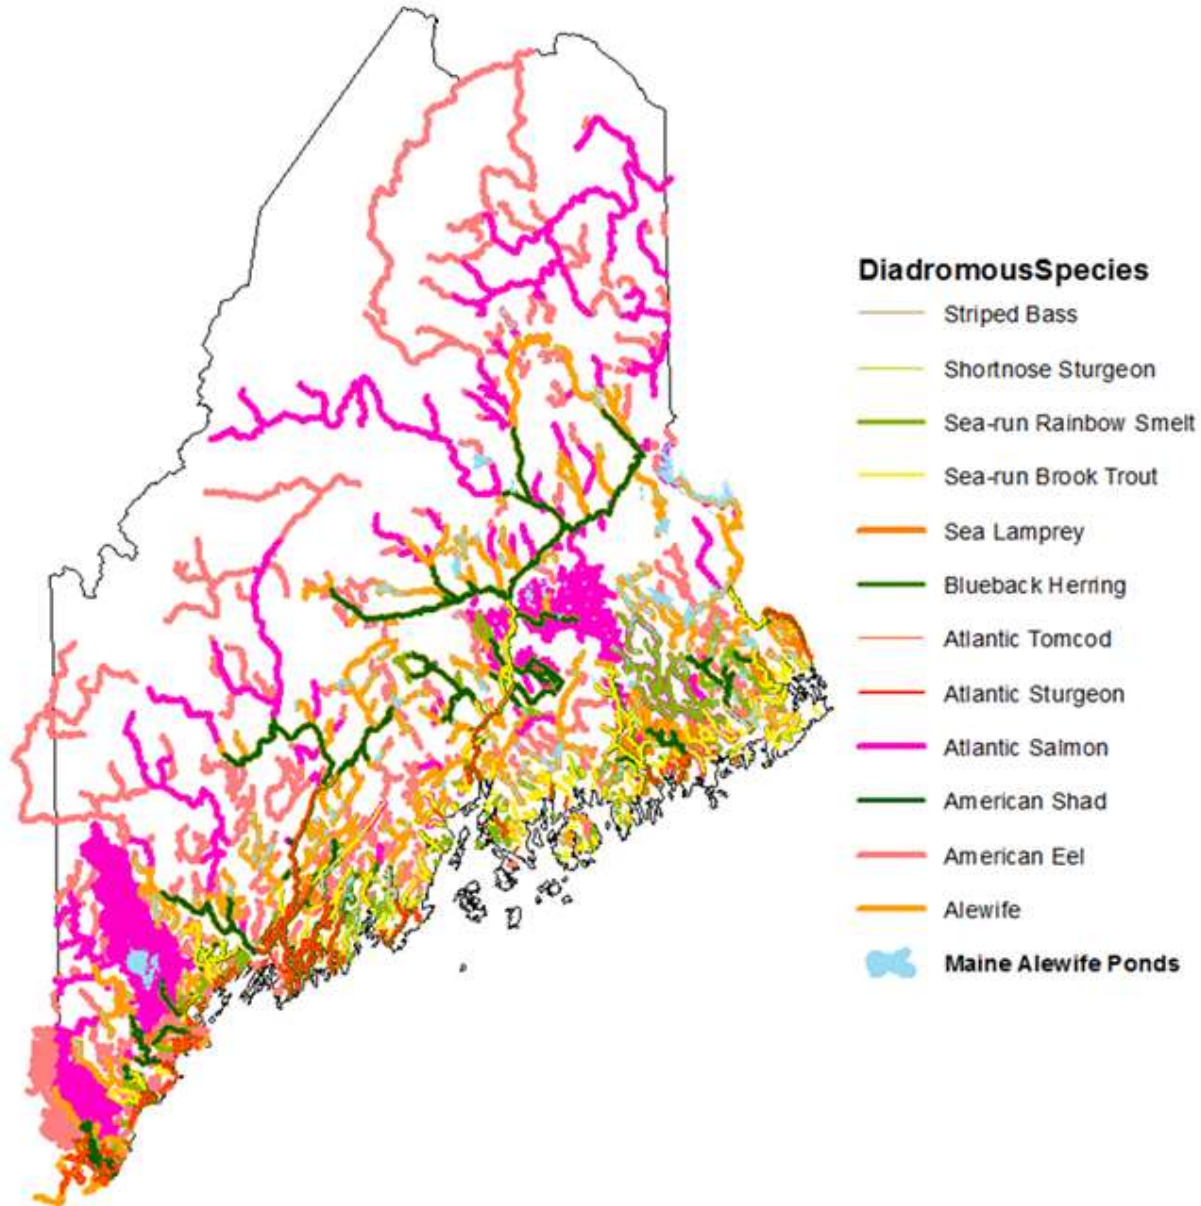 DiadromousSpecies
Striped Bass
Shortnose Sturgeon
Sea-run Rainbow Smelt
Sea-run Brook Trout
Sea Lamprey
Blueback Herring
Atlantic Tomcod
Atlantic Sturgeon
Atlantic Salmon
American Shad
American Eel
Alewife
Maine Alewife Ponds